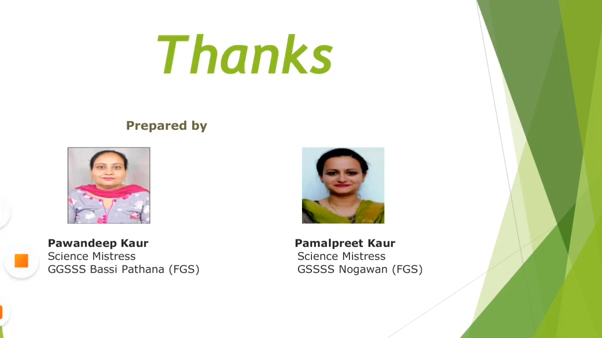 Thanks
Prepared by
Pawandeep Kaur
Science Mistress
GGSSS Bassi Pathana (FGS)
Pamalpreet Kaur
Science Mistress
GSSSS Nogawan (FGS)